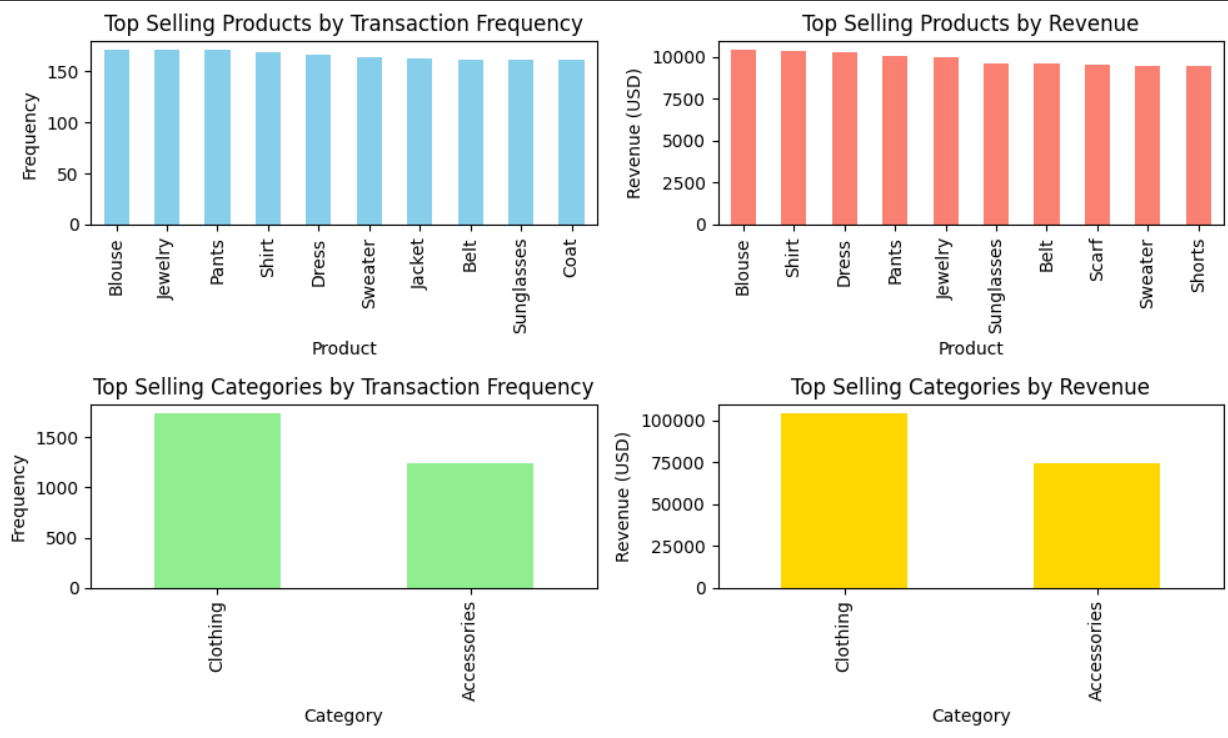 Top Selling Products by Transaction Frequency
Frequency
150
100
50
0
Blouse
Jewelry
Pants
Shirt
Dress
Sweater
Jacket
Belt
Sunglasses
Coat
Product
Top Selling Products by Revenue
Revenue (USD)
10000
7500
5000
2500
0
Blouse
Shirt
Dress
Pants
Jewelry
Sunglasses
Belt
Scarf
Sweater
Shorts
Product
Top Selling Categories by Transaction Frequency
Frequency
1500
1000
500
0
Clothing
Accessories
Category
Top Selling Categories by Revenue
Revenue (USD)
100000
75000
50000
25000
0
Clothing
Accessories
Category